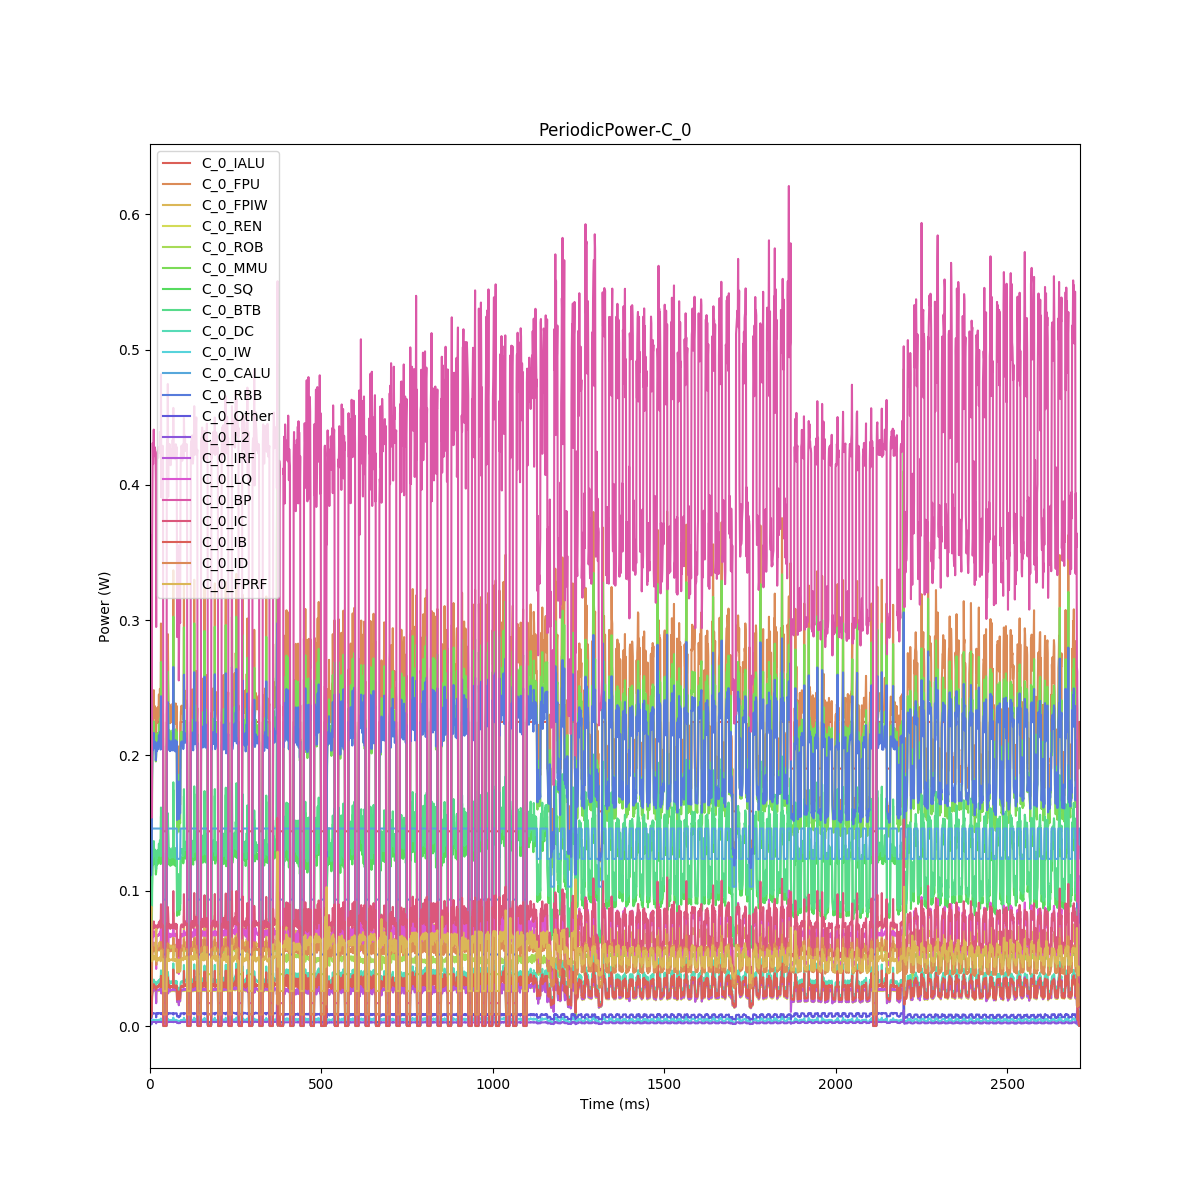 PeriodicPower-C_0
C_0_IALU
C_0_FPU
C_0_FPIW
C_0_REN
C_0_ROB
C_0_MMU
C_0_SQ
C_0_BTB
C_0_DC
C_0_IW
C_0_CALU
C_0_RBB
C_0_Other
C_0_L2
C_0_IRF
C_0_LQ
C_0_BP
C_0_IC
C_0_IB
C_0_ID
C_0_FPRF
0.6
0.5
0.4
0.3
0.2
0.1
0.0
Power (W)
0 500 1000 1500 2000 2500
Time (ms)